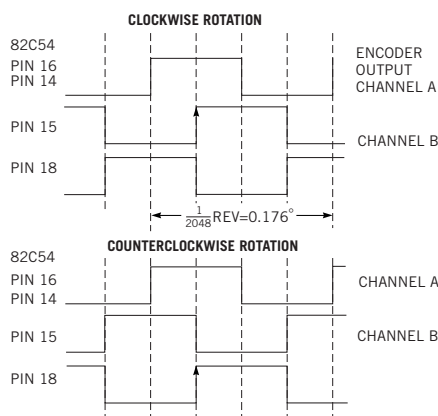 CLOCKWISE ROTATION
82C54
PIN 16
PIN 14
ENCODER
OUTPUT
CHANNEL A
PIN 15
CHANNEL B
PIN 18
1/2048 REV=0.176°
COUNTERCLOCKWISE ROTATION
82C54
PIN 16
CHANNEL A
PIN 14
PIN 15
CHANNEL B
PIN 18